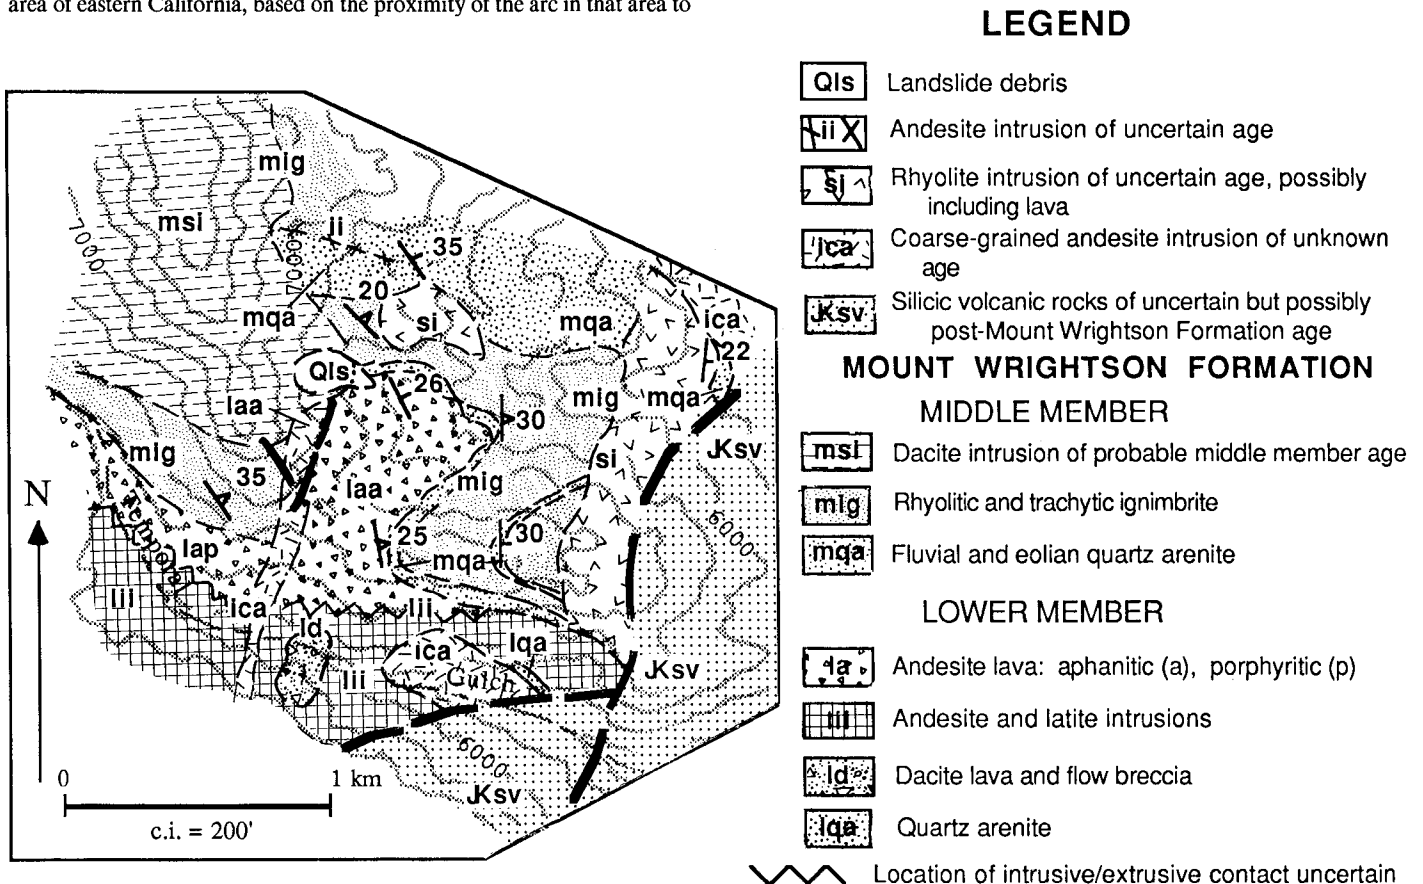 area of eastern California, based on the proximity of the arc in that area to
LEGEND
Qls Landslide debris
ii Andesite intrusion of uncertain age
si Rhyolite intrusion of uncertain age, possibly
including lava
ica Coarse-grained andesite intrusion of unknown
age
JKsv Silicic volcanic rocks of uncertain but possibly
post-Mount Wrightson Formation age
MOUNT WRIGHTSON FORMATION
MIDDLE MEMBER
msi Dacite intrusion of probable middle member age
mig Rhyolitic and trachytic ignimbrite
mqa Fluvial and eolian quartz arenite
LOWER MEMBER
la Andesite lava: aphanitic (a), porphyritic (p)
lii Andesite and latite intrusions
ld Dacite lava and flow breccia
lqa Quartz arenite
Location of intrusive/extrusive contact uncertain
mig
msi
7000
ii
35
20
mqa
si
mqa
ica
22
Qls
26
laa
mig
mqa
30
mig
35
si
JKsv
N
laa
mig
6000
25
30
lap
mqa
lii
ica
lii
ld
ica
lqa
lii
Gulch
JKsv
6000
JKsv
0 1 km
c.i. = 200'